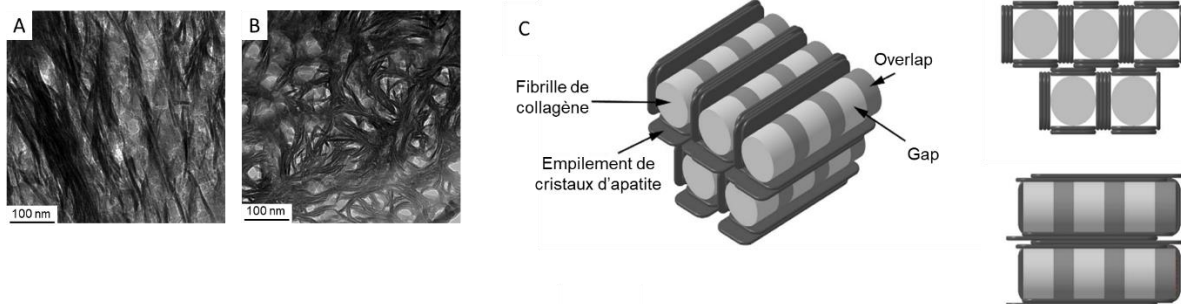 A
100 nm
B
100 nm
C
Fibrille de
collagène
Empilement de
cristaux d'apatite
Overlap
Gap